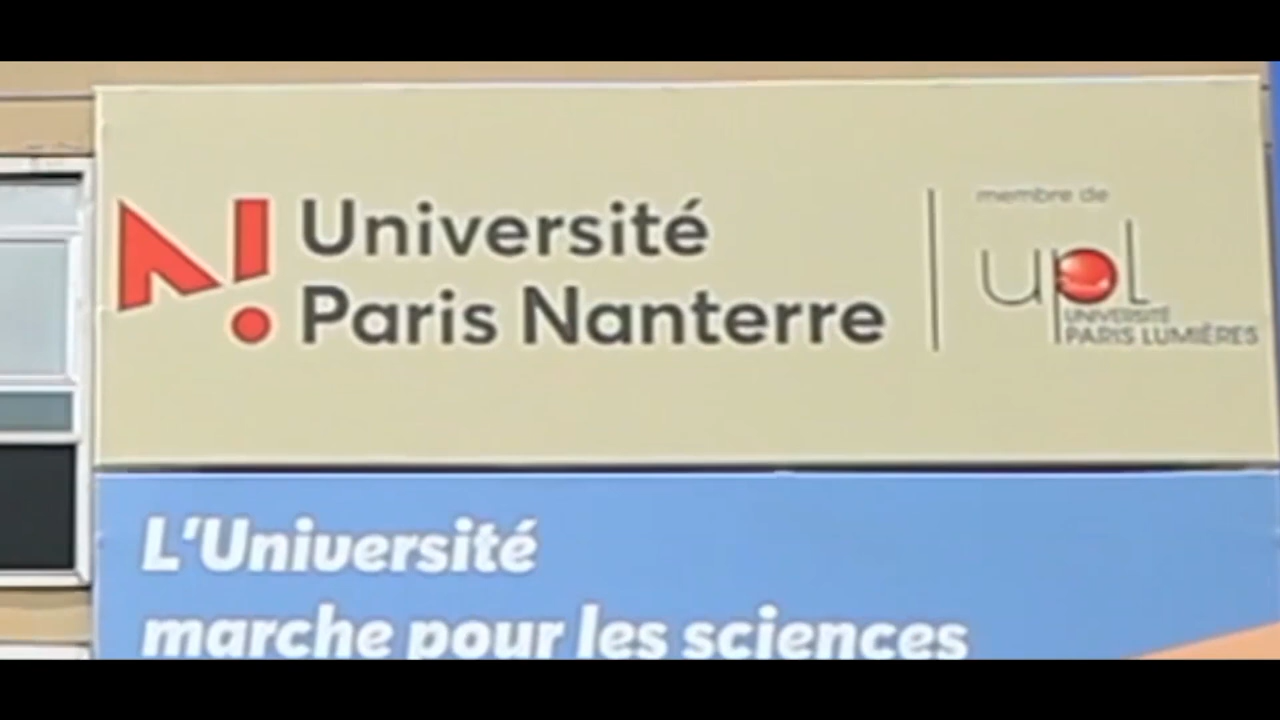 Université
Paris Nanterre
membre de
upl
UNIVERSITÉ
PARIS LUMIÈRES
L'Université
marche pour les sciences